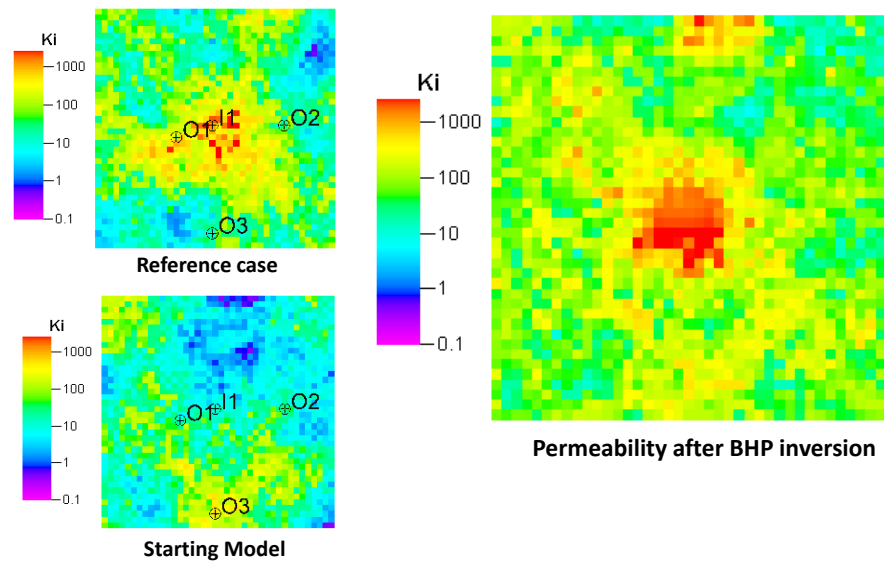 Ki
1000
100
10
1
0.1
I1
O1
O2
O3
Reference case
Ki
1000
100
10
1
0.1
O1
I1
O2
O3
Starting Model
Ki
1000
100
10
1
0.1
Permeability after BHP inversion